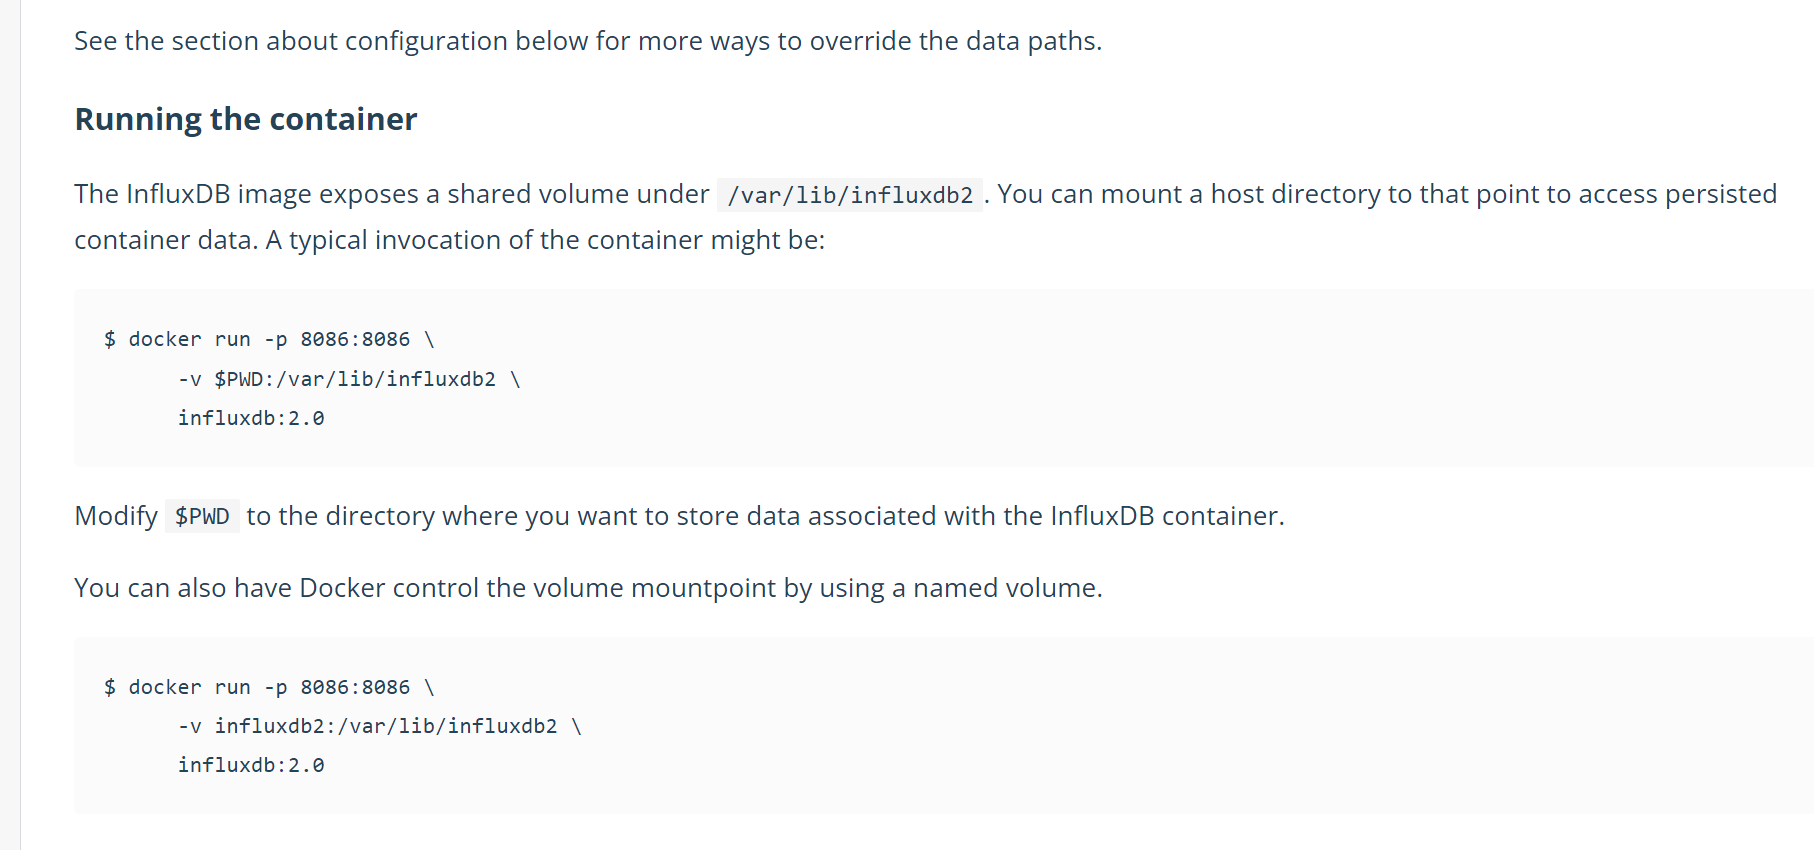 See the section about configuration below for more ways to override the data paths.
Running the container
The InfluxDB image exposes a shared volume under /var/lib/influxdb2 . You can mount a host directory to that point to access persisted
container data. A typical invocation of the container might be:
$ docker run -p 8086:8086 \
-v $PWD:/var/lib/influxdb2 \
influxdb:2.0
Modify $PWD to the directory where you want to store data associated with the InfluxDB container.
You can also have Docker control the volume mountpoint by using a named volume.
$ docker run -p 8086:8086 \
-v influxdb2:/var/lib/influxdb2 \
influxdb:2.0